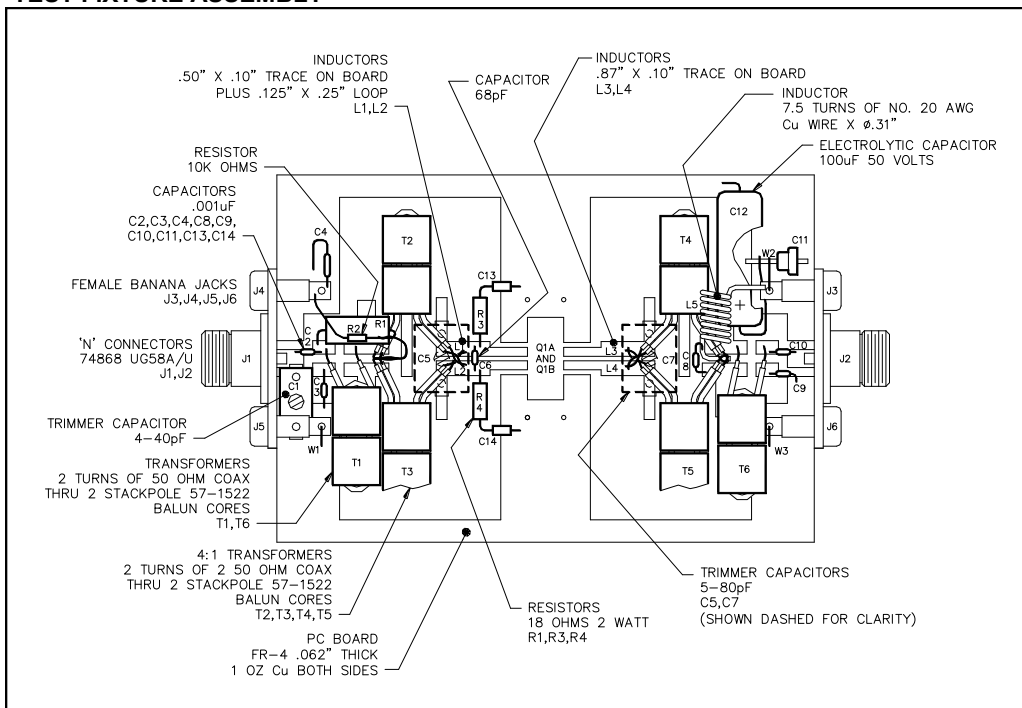 TEST FIXTURE ASSEMBLY
INDUCTORS
.50" X .10" TRACE ON BOARD
PLUS .125" X .25" LOOP
L1,L2
CAPACITOR
68pF
INDUCTORS
.87" X .10" TRACE ON BOARD
L3,L4
INDUCTOR
7.5 TURNS OF NO. 20 AWG
Cu WIRE X ø.31"
ELECTROLYTIC CAPACITOR
100uF 50 VOLTS
RESISTOR
10K OHMS
CAPACITORS
.001uF
C2,C3,C4,C8,C9,
C10,C11,C13,C14
FEMALE BANANA JACKS
J3,J4,J5,J6
'N' CONNECTORS
74868 UG58A/U
J1,J2
TRIMMER CAPACITOR
4-40pF
TRANSFORMERS
2 TURNS OF 50 OHM COAX
THRU 2 STACKPOLE 57-1522
BALUN CORES
T1,T6
4:1 TRANSFORMERS
2 TURNS OF 2 50 OHM COAX
THRU 2 STACKPOLE 57-1522
BALUN CORES
T2,T3,T4,T5
PC BOARD
FR-4 .062" THICK
1 OZ Cu BOTH SIDES
RESISTORS
18 OHMS 2 WATT
R1,R3,R4
TRIMMER CAPACITORS
5-80pF
C5,C7
(SHOWN DASHED FOR CLARITY)
C4
T2
C13
T4
C12
C11
W2
J4
J3
R2
R1
R3
L5
+
J1
C2
C5
L1
L2
C6
Q1A
AND
Q1B
L3
L4
C7
C8
C10
C9
J2
C1
C3
R4
C14
J5
W1
T1
T3
T5
T6
W3
J6